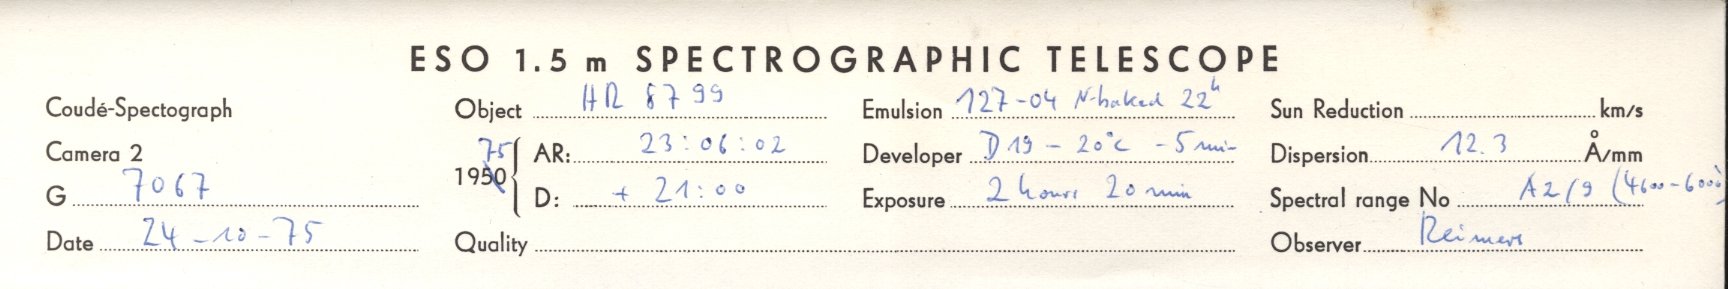 ESO 1.5 m SPECTROGRAPHIC TELESCOPE
Coudé-Spectograph Object HR 8799 Emulsion 127-04 N-baked 22h Sun Reduction km/s
Camera 2 1950 75 AR: 23:06:02 Developer D19 - 20°C - 5 min Dispersion 12.3 Å/mm
G 7067 D: + 21:00 Exposure 2 hours 20 min Spectral range No A2/9 (4600-6000)
Date 24-10-75 Quality Observer Reimers